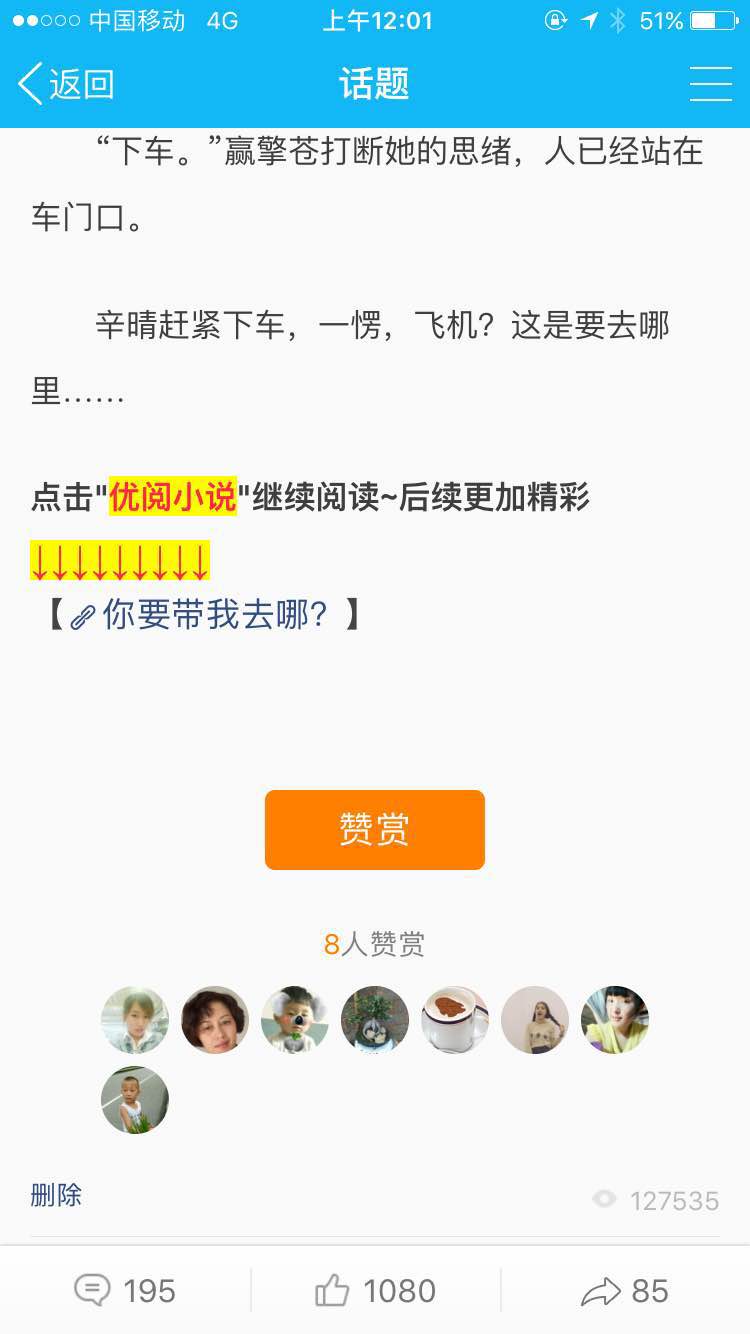 中国移动 4G 上午12:01 51%
返回 话题
“下车。”赢擎苍打断她的思绪，人已经站在
车门口。
辛晴赶紧下车，一愣，飞机？这是要去哪
里……
点击"优阅小说"继续阅读~后续更加精彩
↓↓↓↓↓↓↓↓↓
【你要带我去哪？】
赞赏
8人赞赏
删除 127535
195 1080 85